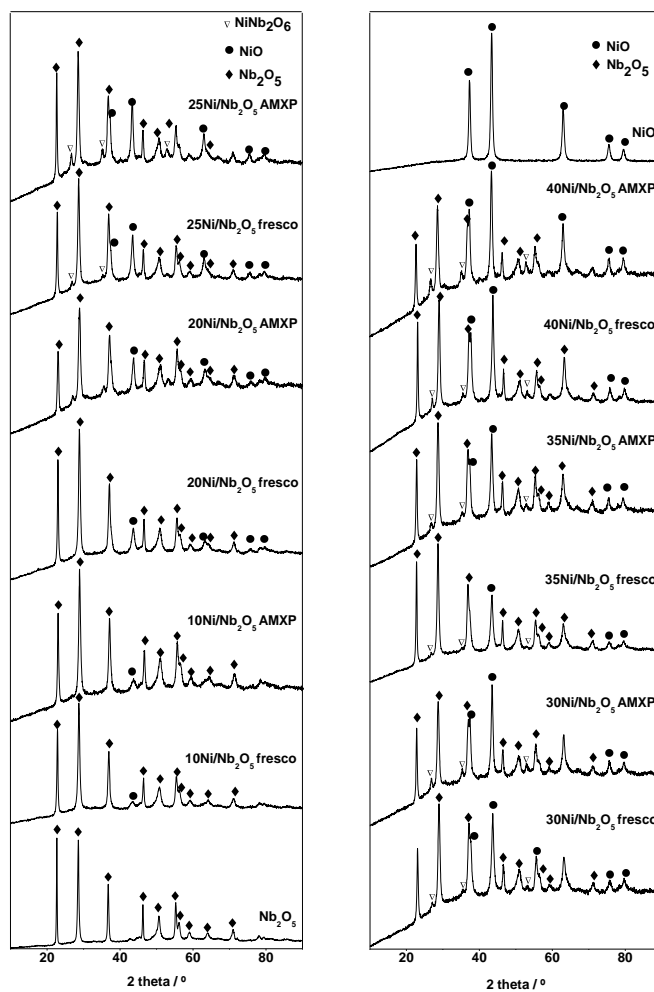 ▽ NiNb₂O₆
● NiO
♦ Nb₂O₅
25Ni/Nb₂O₅ AMXP
25Ni/Nb₂O₅ fresco
20Ni/Nb₂O₅ AMXP
20Ni/Nb₂O₅ fresco
10Ni/Nb₂O₅ AMXP
10Ni/Nb₂O₅ fresco
Nb₂O₅
20 40 60 80
2 theta / º
● NiO
♦ Nb₂O₅
NiO
40Ni/Nb₂O₅ AMXP
40Ni/Nb₂O₅ fresco
35Ni/Nb₂O₅ AMXP
35Ni/Nb₂O₅ fresco
30Ni/Nb₂O₅ AMXP
30Ni/Nb₂O₅ fresco
20 40 60 80
2 theta / º